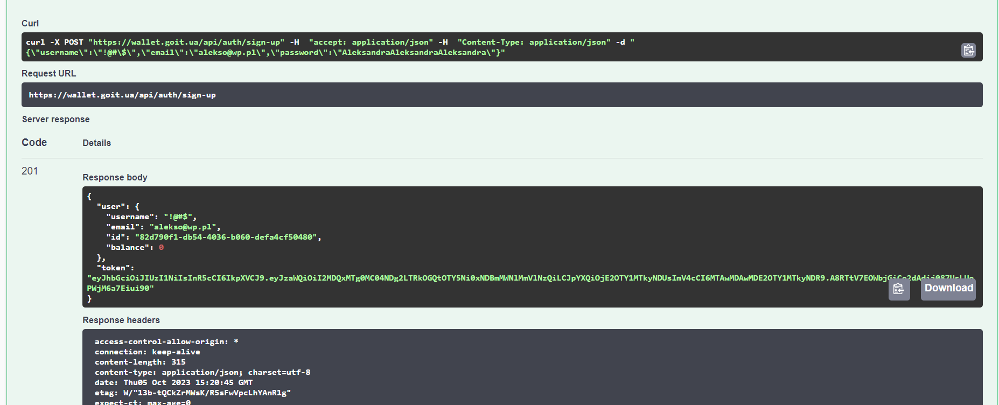 Curl
curl -X POST "https://wallet.goit.ua/api/auth/sign-up" -H  "accept: application/json" -H  "Content-Type: application/json" -d "
{\"username\":\"!@#\$\",\"email\":\"alekso@wp.pl\",\"password\":\"AleksandraAleksandraAleksandra\"}"
Request URL
https://wallet.goit.ua/api/auth/sign-up
Server response
Code Details
201
Response body
{
"user": {
"username": "!@#$",
"email": "alekso@wp.pl",
"id": "82d790f1-db54-4036-b060-defa4cf50480",
"balance": 0
},
"token":
"eyJhbGciOiJIUzI1NiIsInR5cCI6IkpXVCJ9.eyJzaWQiOiI2MDQxMTg0MC04NDg2LTRkOGQtOTY5Ni0xNDBmMWNlMmVlNzQiLCJpYXQiOjE2OTY1MTkyNDUsImV4cCI6MTAwMDAwMDE2OTY1MTkyNDR9.
PWjM6a7Eiui90"
}
Download
Response headers
access-control-allow-origin: *
connection: keep-alive
content-length: 315
content-type: application/json; charset=utf-8
date: Thu05 Oct 2023 15:20:45 GMT
etag: W/"13b-tQCkZrMWsK/R5sFwVpcLhYAnR1g"
expect-ct: max-age=0